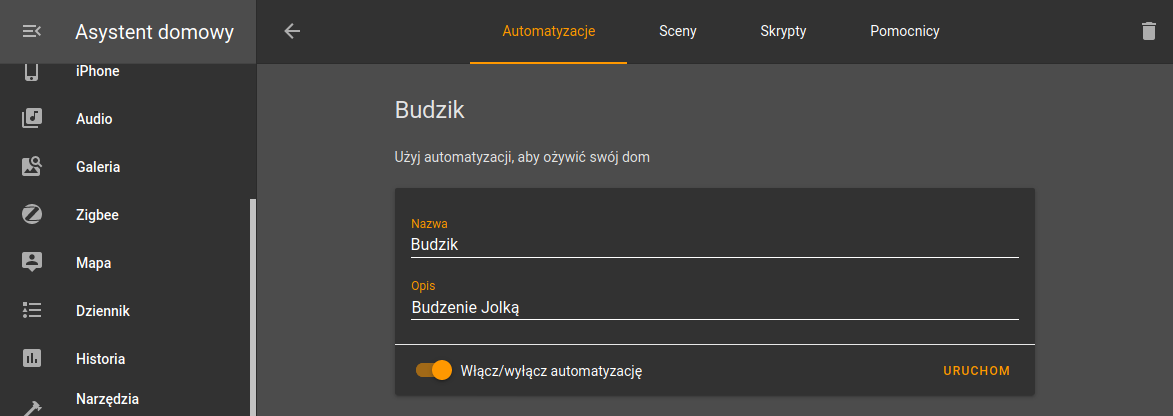 Asystent domowy
iPhone
Audio
Galeria
Zigbee
Mapa
Dziennik
Historia
Narzędzia
Automatyzacje
Sceny
Skrypty
Pomocnicy
Budzik
Użyj automatyzacji, aby ożywić swój dom
Nazwa
Budzik
Opis
Budzenie Jolką
Włącz/wyłącz automatyzację
URUCHOM